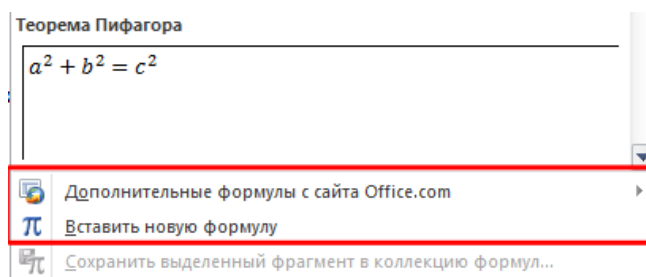 Теорема Пифагора
a² + b² = c²
Дополнительные формулы с сайта Office.com
π Вставить новую формулу
Сохранить выделенный фрагмент в коллекцию формул...